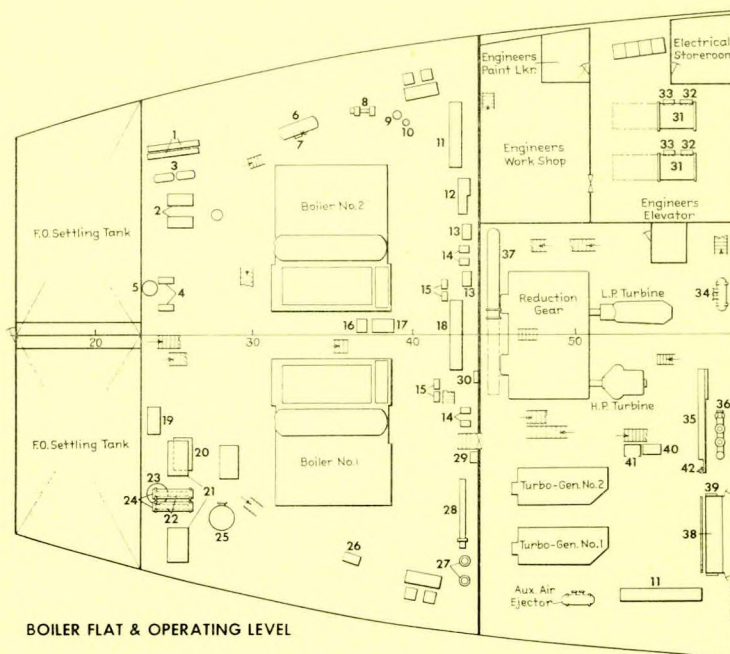 Engineers
Paint Lkr.
Electrical
Storeroom
33 32
31
8
6
9
10
7
11
1
3
Engineers
Work Shop
33 32
31
12
2
Boiler No.2
Engineers
Elevator
13
14
37
F.O. Settling Tank
5
4
15
13
Reduction
Gear
L.P. Turbine
34
16
17
18
20
30
40
50
30
15
H.P. Turbine
35
36
19
14
F.O. Settling Tank
20
Boiler No.1
29
41
40
42
23
24
21
22
Turbo-Gen. No.2
39
28
25
38
Turbo-Gen. No.1
26
27
Aux. Air
Ejector
11
BOILER FLAT & OPERATING LEVEL